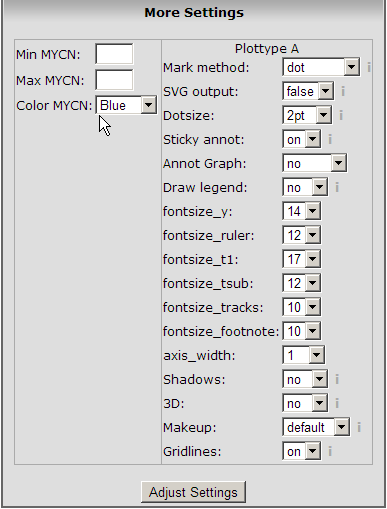 More Settings
Min MYCN:
Max MYCN:
Color MYCN: Blue
Plottype A
Mark method: dot i
SVG output: false i
Dotsize: 2pt i
Sticky annot: on i
Annot Graph: no
Draw legend: no i
fontsize_y: 14
fontsize_ruler: 12
fontsize_t1: 17
fontsize_tsub: 12
fontsize_tracks: 10
fontsize_footnote: 10
axis_width: 1
Shadows: no i
3D: no i
Makeup: default i
Gridlines: on i
Adjust Settings